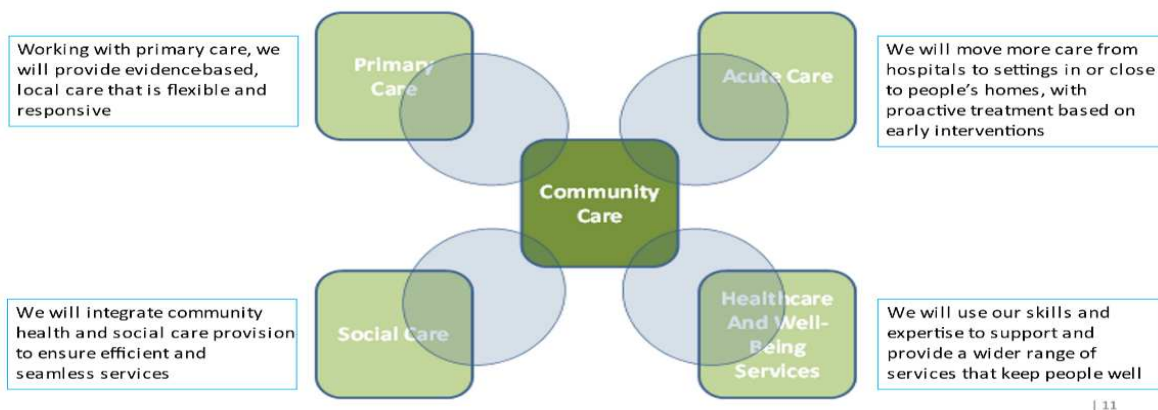 Working with primary care, we
will provide evidencebased,
local care that is flexible and
responsive
Primary
Care
Acute Care
We will move more care from
hospitals to settings in or close
to people's homes, with
proactive treatment based on
early interventions
Community
Care
We will integrate community
health and social care provision
to ensure efficient and
seamless services
Social Care
Healthcare
And Well-
Being
Services
We will use our skills and
expertise to support and
provide a wider range of
services that keep people well
| 11